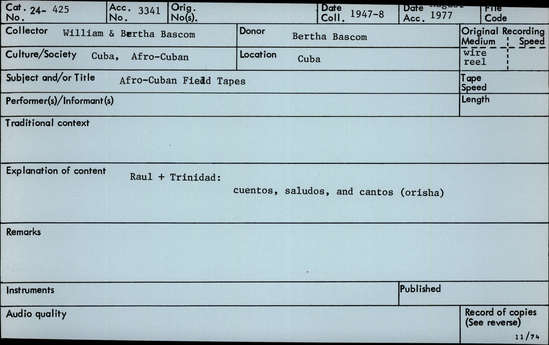 Cat. No. 24- 425 Acc. No. 3341 Orig. No(s). Date Coll. 1947-8 Date Acc. August 1977 File Code
Collector William & Bertha Bascom Donor Bertha Bascom Original Recording Medium Speed
Culture/Society Cuba, Afro-Cuban Location Cuba wire reel
Subject and/or Title Afro-Cuban Field Tapes Tape Speed
Performer(s)/Informant(s) Length
Traditional context
Explanation of content Raul + Trinidad:
cuentos, saludos, and cantos (orisha)
Remarks
Instruments Published
Audio quality Record of copies (See reverse)
11/74